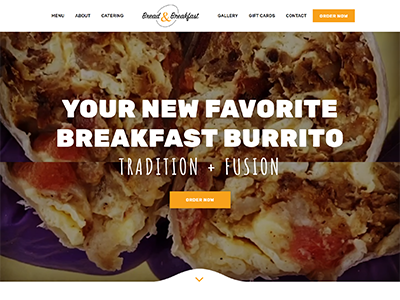 MENU ABOUT CATERING Bread & Breakfast GALLERY GIFT CARDS CONTACT ORDER NOW
YOUR NEW FAVORITE
BREAKFAST BURRITO
TRADITION + FUSION
ORDER NOW